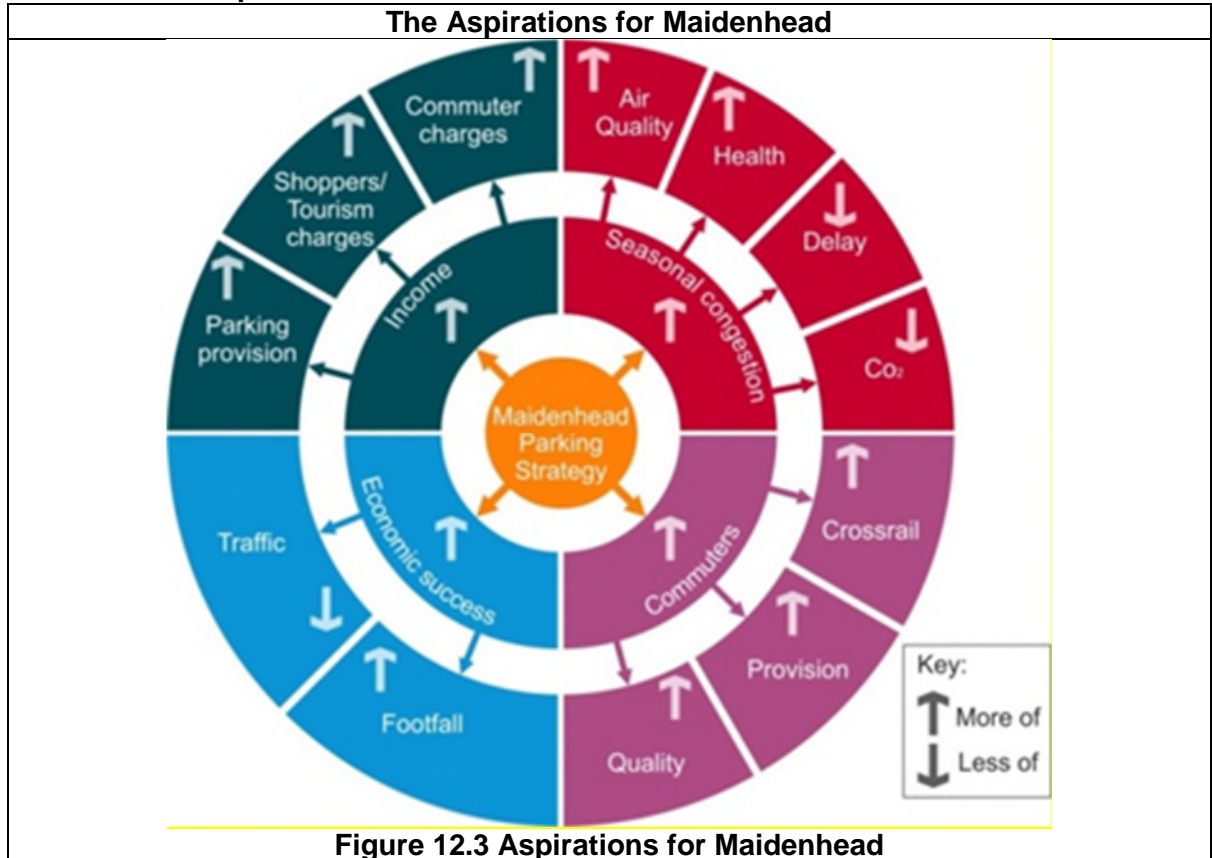 The Aspirations for Maidenhead
Commuter
charges
Air
Quality
Shoppers/
Tourism
charges
Health
Delay
Parking
provision
Co₂
Income
Seasonal congestion
Maidenhead
Parking
Strategy
Economic success
Commuters
Traffic
Footfall
Crossrail
Provision
Quality
Key:
More of
Less of
Figure 12.3 Aspirations for Maidenhead